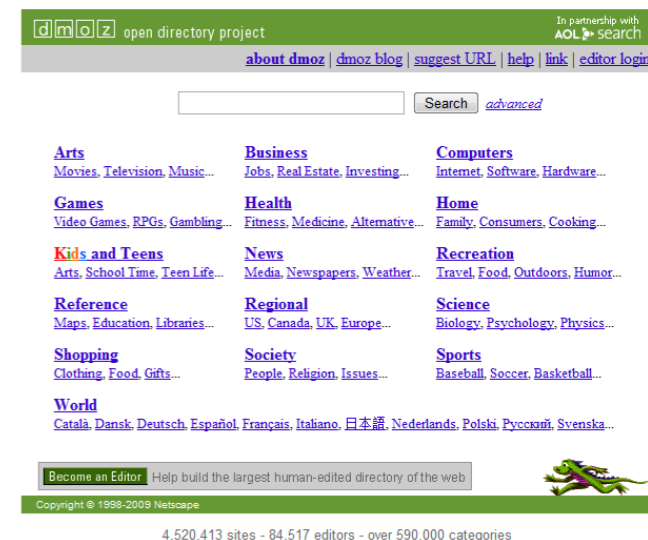 dmoz open directory project
In partnership with
AOL search
about dmoz | dmoz blog | suggest URL | help | link | editor login
Search advanced
Arts
Movies, Television, Music...
Business
Jobs, Real Estate, Investing...
Computers
Internet, Software, Hardware...
Games
Video Games, RPGs, Gambling...
Health
Fitness, Medicine, Alternative...
Home
Family, Consumers, Cooking...
Kids and Teens
Arts, School Time, Teen Life...
News
Media, Newspapers, Weather...
Recreation
Travel, Food, Outdoors, Humor...
Reference
Maps, Education, Libraries...
Regional
US, Canada, UK, Europe...
Science
Biology, Psychology, Physics...
Shopping
Clothing, Food, Gifts...
Society
People, Religion, Issues...
Sports
Baseball, Soccer, Basketball...
World
Català, Dansk, Deutsch, Español, Français, Italiano, 日本語, Nederlands, Polski, Русский, Svenska...
Become an Editor Help build the largest human-edited directory of the web
Copyright © 1998-2009 Netscape
4,520,413 sites - 84,517 editors - over 590,000 categories